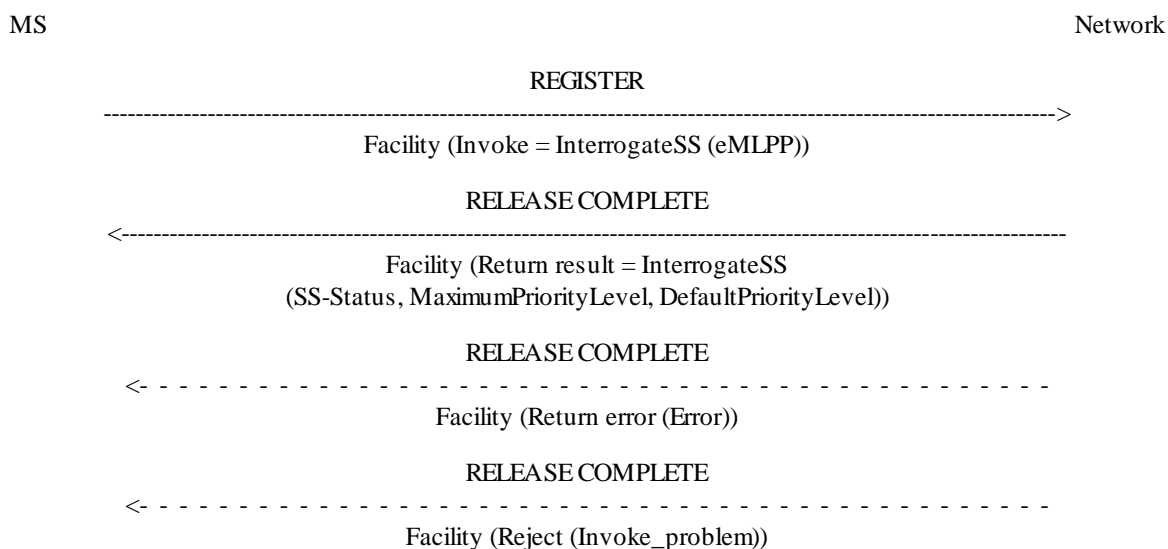 MS Network
REGISTER
Facility (Invoke = InterrogateSS (eMLPP))
RELEASE COMPLETE
Facility (Return result = InterrogateSS
(SS-Status, MaximumPriorityLevel, DefaultPriorityLevel))
RELEASE COMPLETE
Facility (Return error (Error))
RELEASE COMPLETE
Facility (Reject (Invoke_problem))